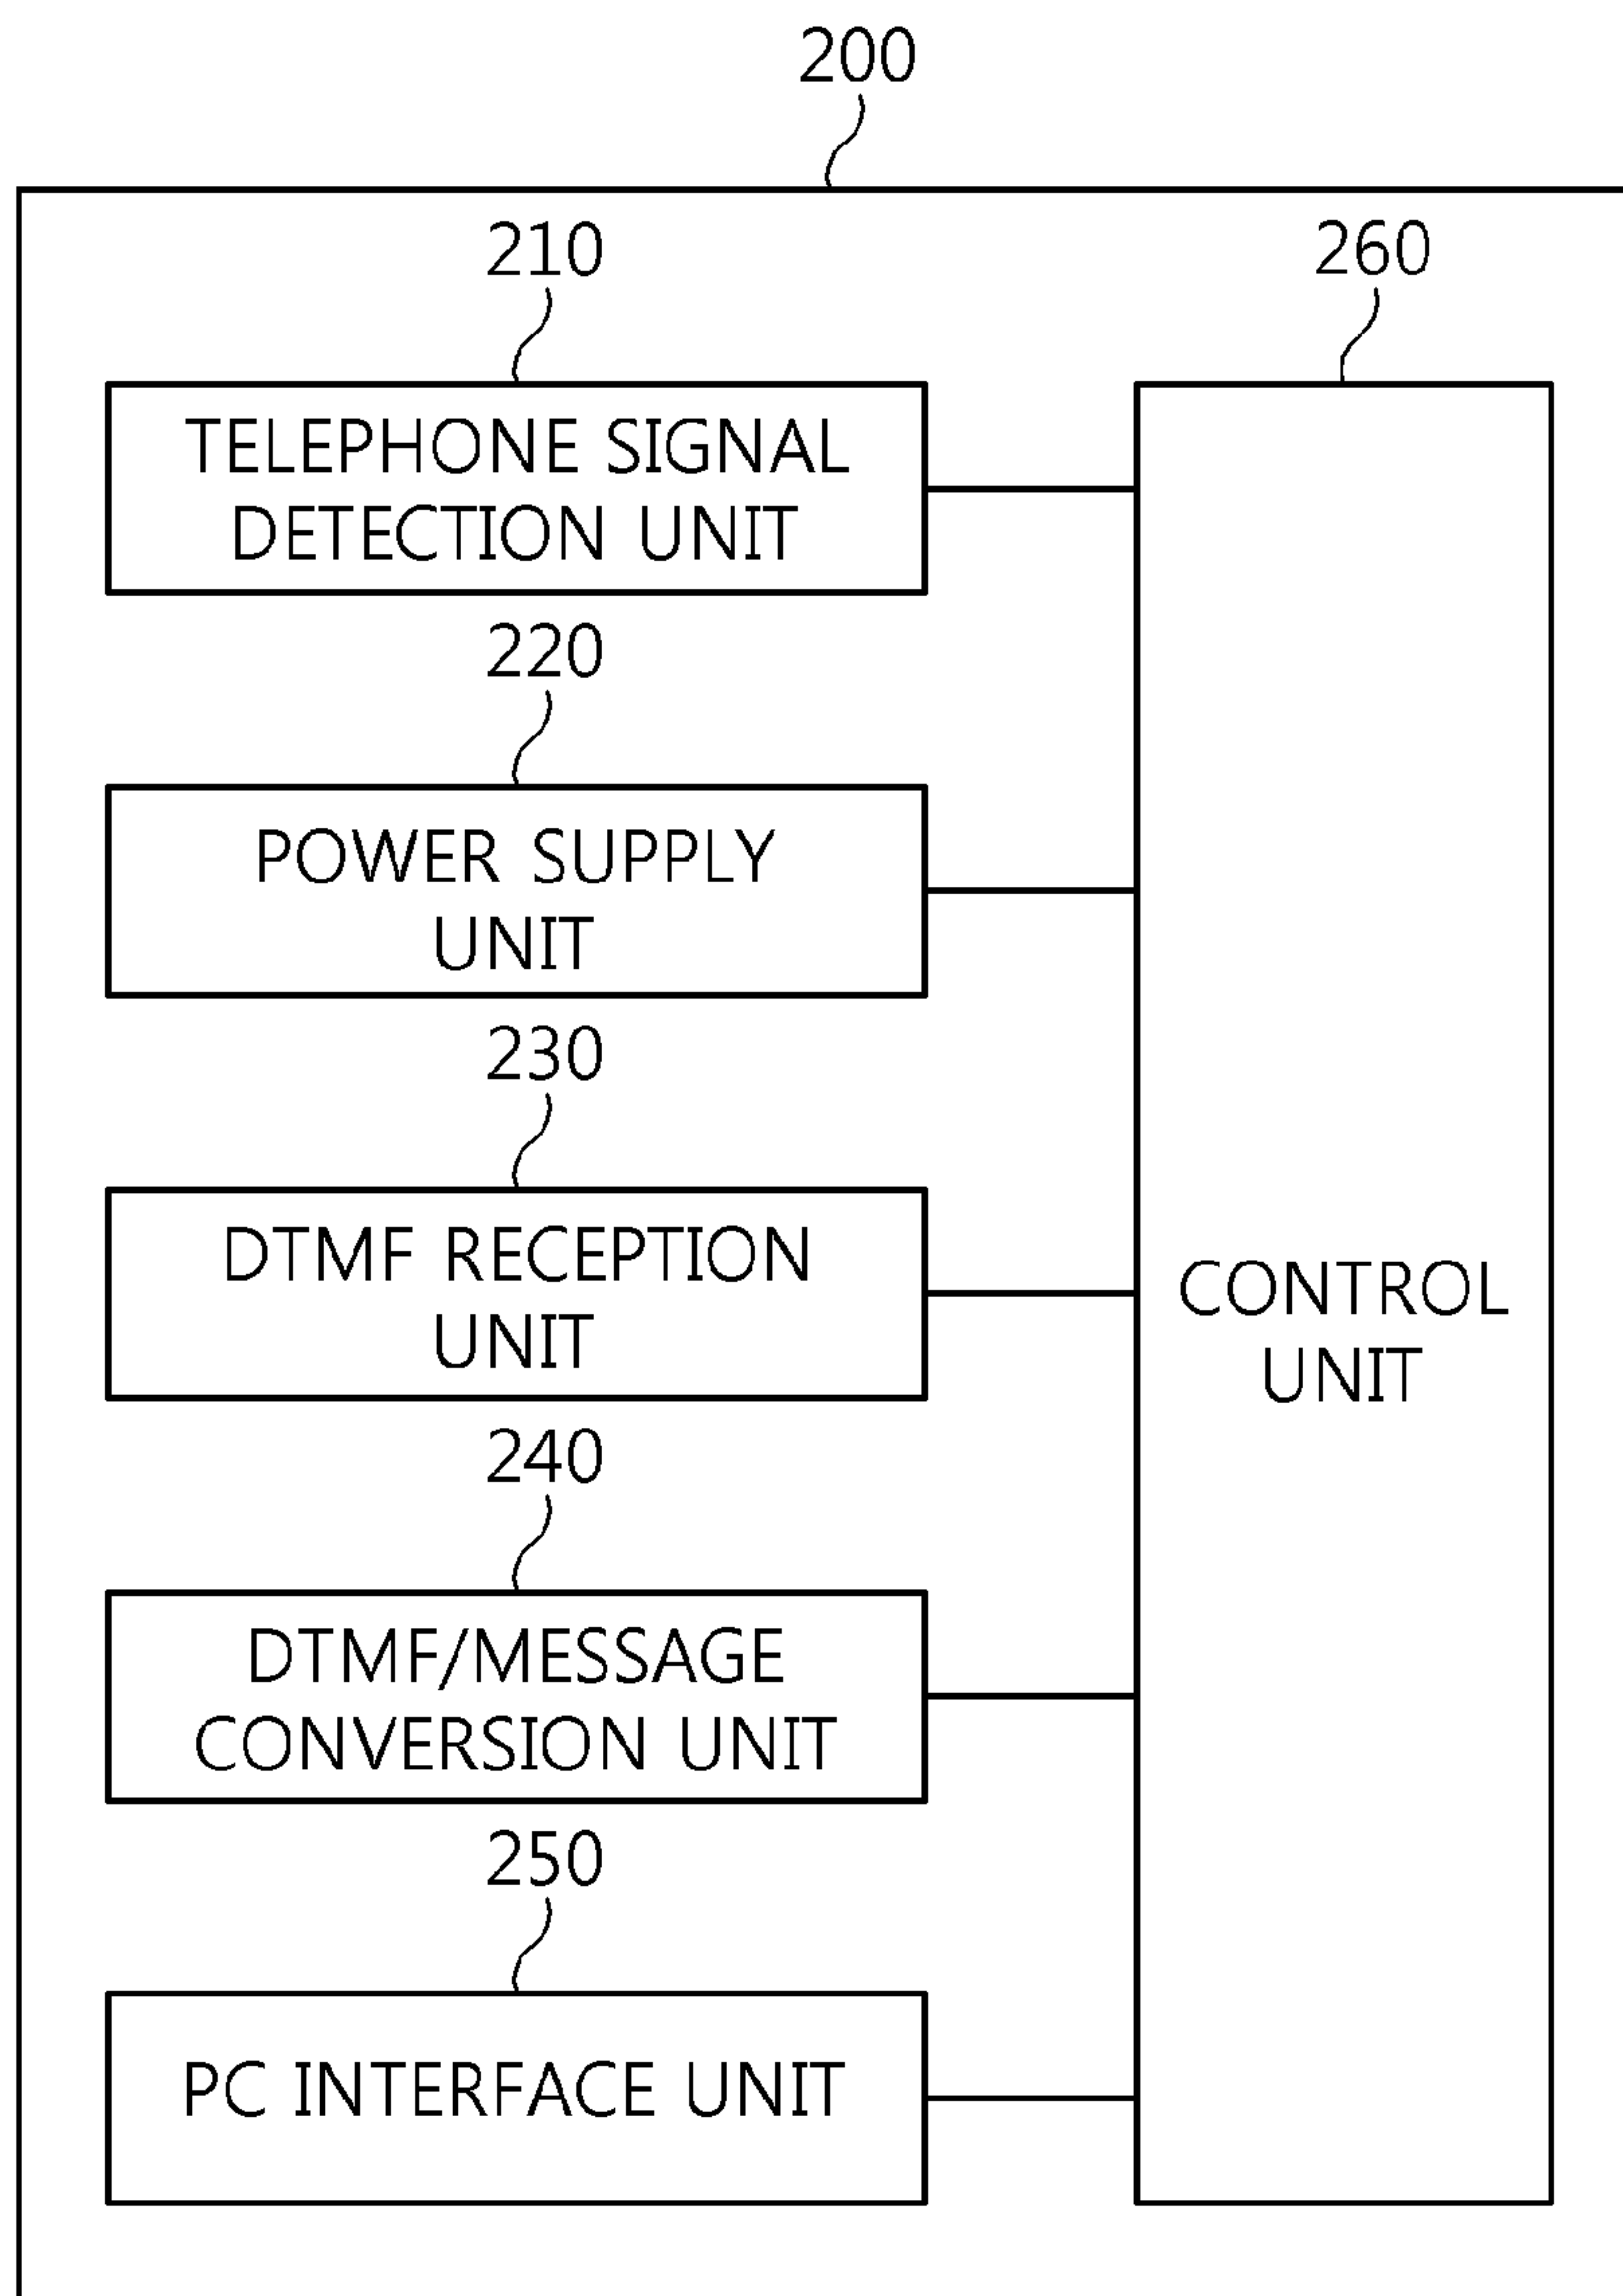 200
210
260
TELEPHONE SIGNAL
DETECTION UNIT
220
POWER SUPPLY
UNIT
230
DTMF RECEPTION
UNIT
CONTROL
UNIT
240
DTMF/MESSAGE
CONVERSION UNIT
250
PC INTERFACE UNIT